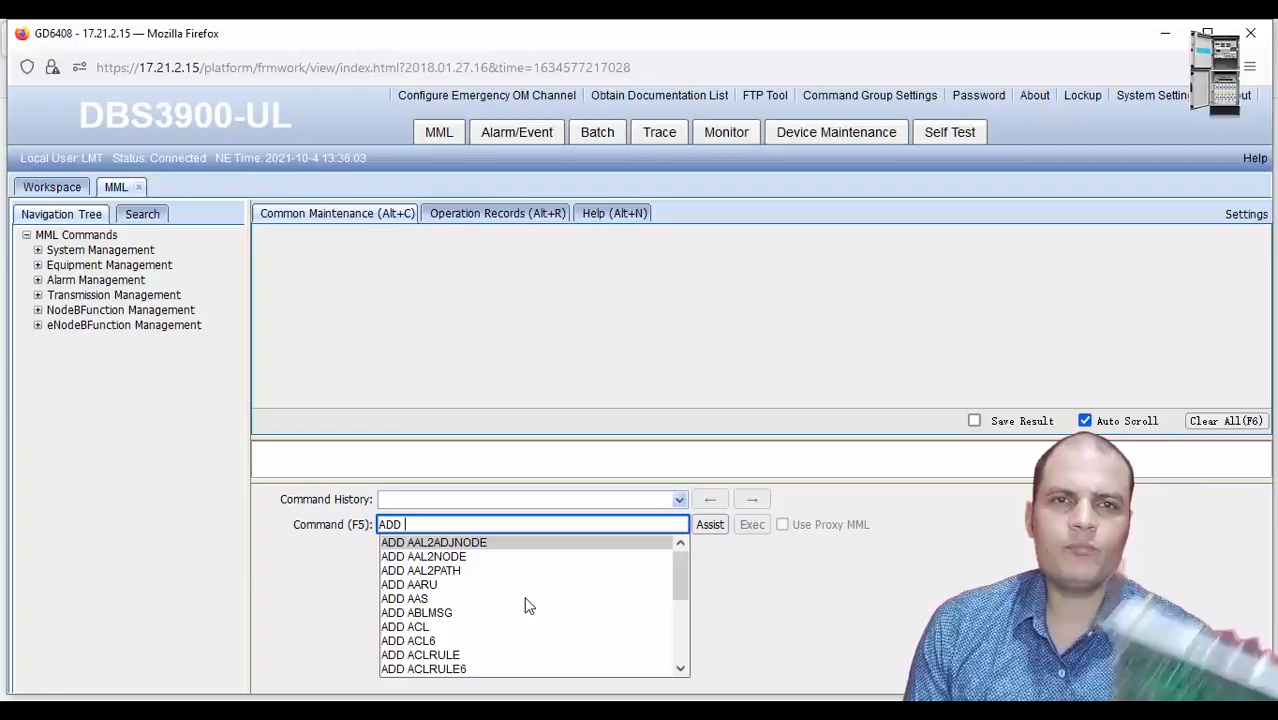 GD6408 - 17.21.2.15 — Mozilla Firefox
https://17.21.2.15/platform/frmwork/view/index.html?2018.01.27.16&time=1634577217028
Configure Emergency OM Channel Obtain Documentation List FTP Tool Command Group Settings Password About Lockup System Setting
DBS3900-UL
MML Alarm/Event Batch Trace Monitor Device Maintenance Self Test
Local User: LMT Status: Connected NE Time: 2021-10-4 13:36:03 Help
Workspace MML
Navigation Tree Search
MML Commands
System Management
Equipment Management
Alarm Management
Transmission Management
NodeBFunction Management
eNodeBFunction Management
Common Maintenance (Alt+C) Operation Records (Alt+R) Help (Alt+N) Settings
Save Result Auto Scroll Clear All(F6)
Command History: ← →
Command (F5): ADD Assist Exec Use Proxy MML
ADD AAL2ADJNODE
ADD AAL2NODE
ADD AAL2PATH
ADD AARU
ADD AAS
ADD ABLMSG
ADD ACL
ADD ACL6
ADD ACLRULE
ADD ACLRULE6